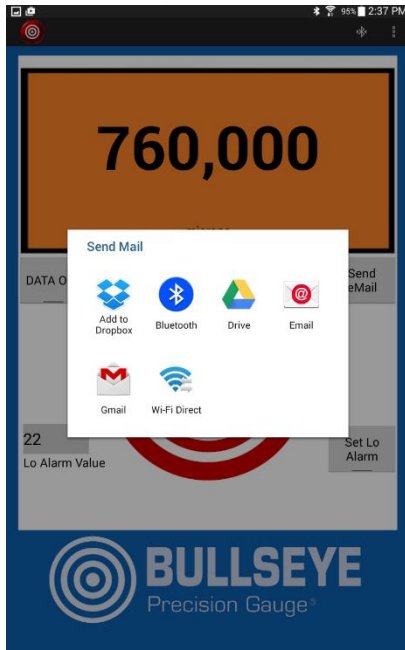 95% 2:37 PM
760,000
Send Mail
DATA O
Send
eMail
Add to
Dropbox
Bluetooth
Drive
Email
Gmail
Wi-Fi Direct
22
Lo Alarm Value
Set Lo
Alarm
BULLSEYE
Precision Gauge®